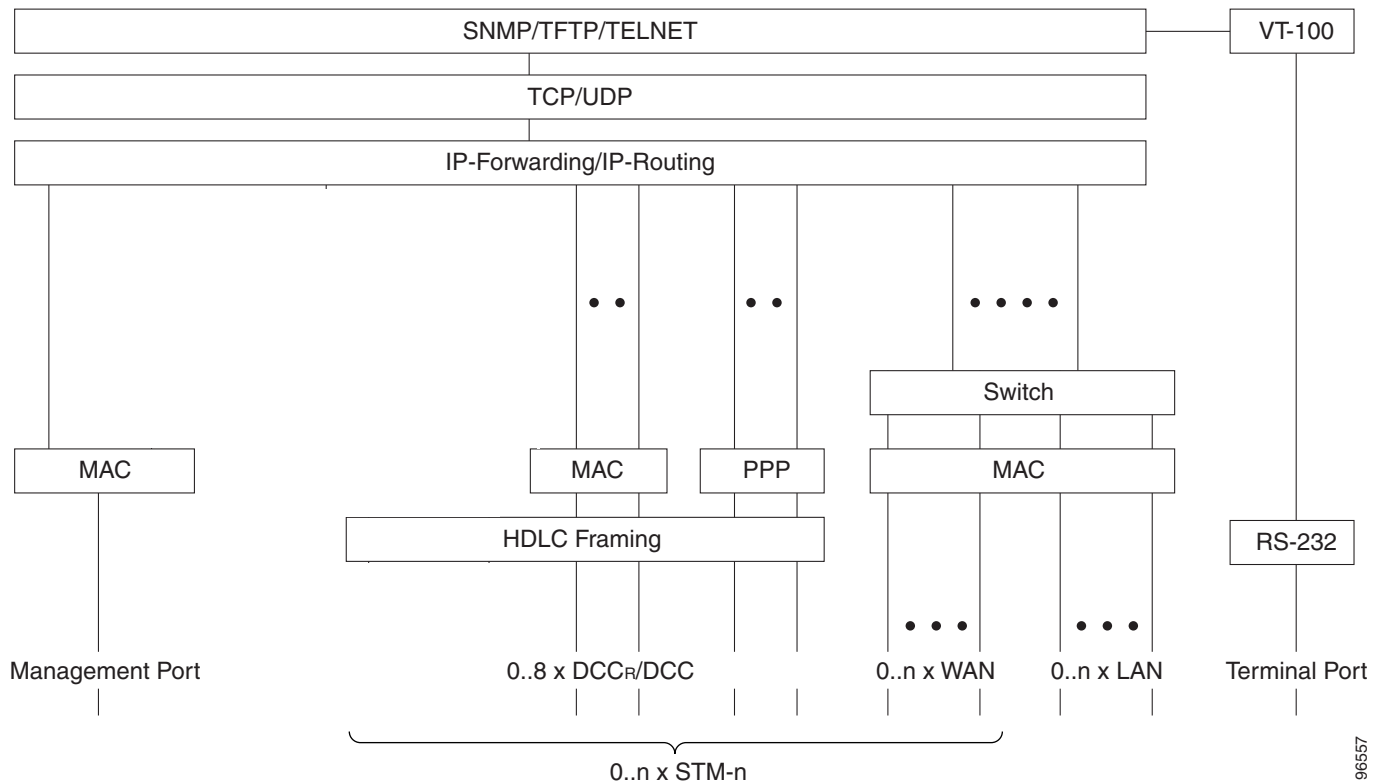 SNMP/TFTP/TELNET
VT-100
TCP/UDP
IP-Forwarding/IP-Routing
Switch
MAC
MAC
PPP
MAC
HDLC Framing
RS-232
Management Port
0..8 x DCCR/DCC
0..n x WAN
0..n x LAN
Terminal Port
0..n x STM-n
96557